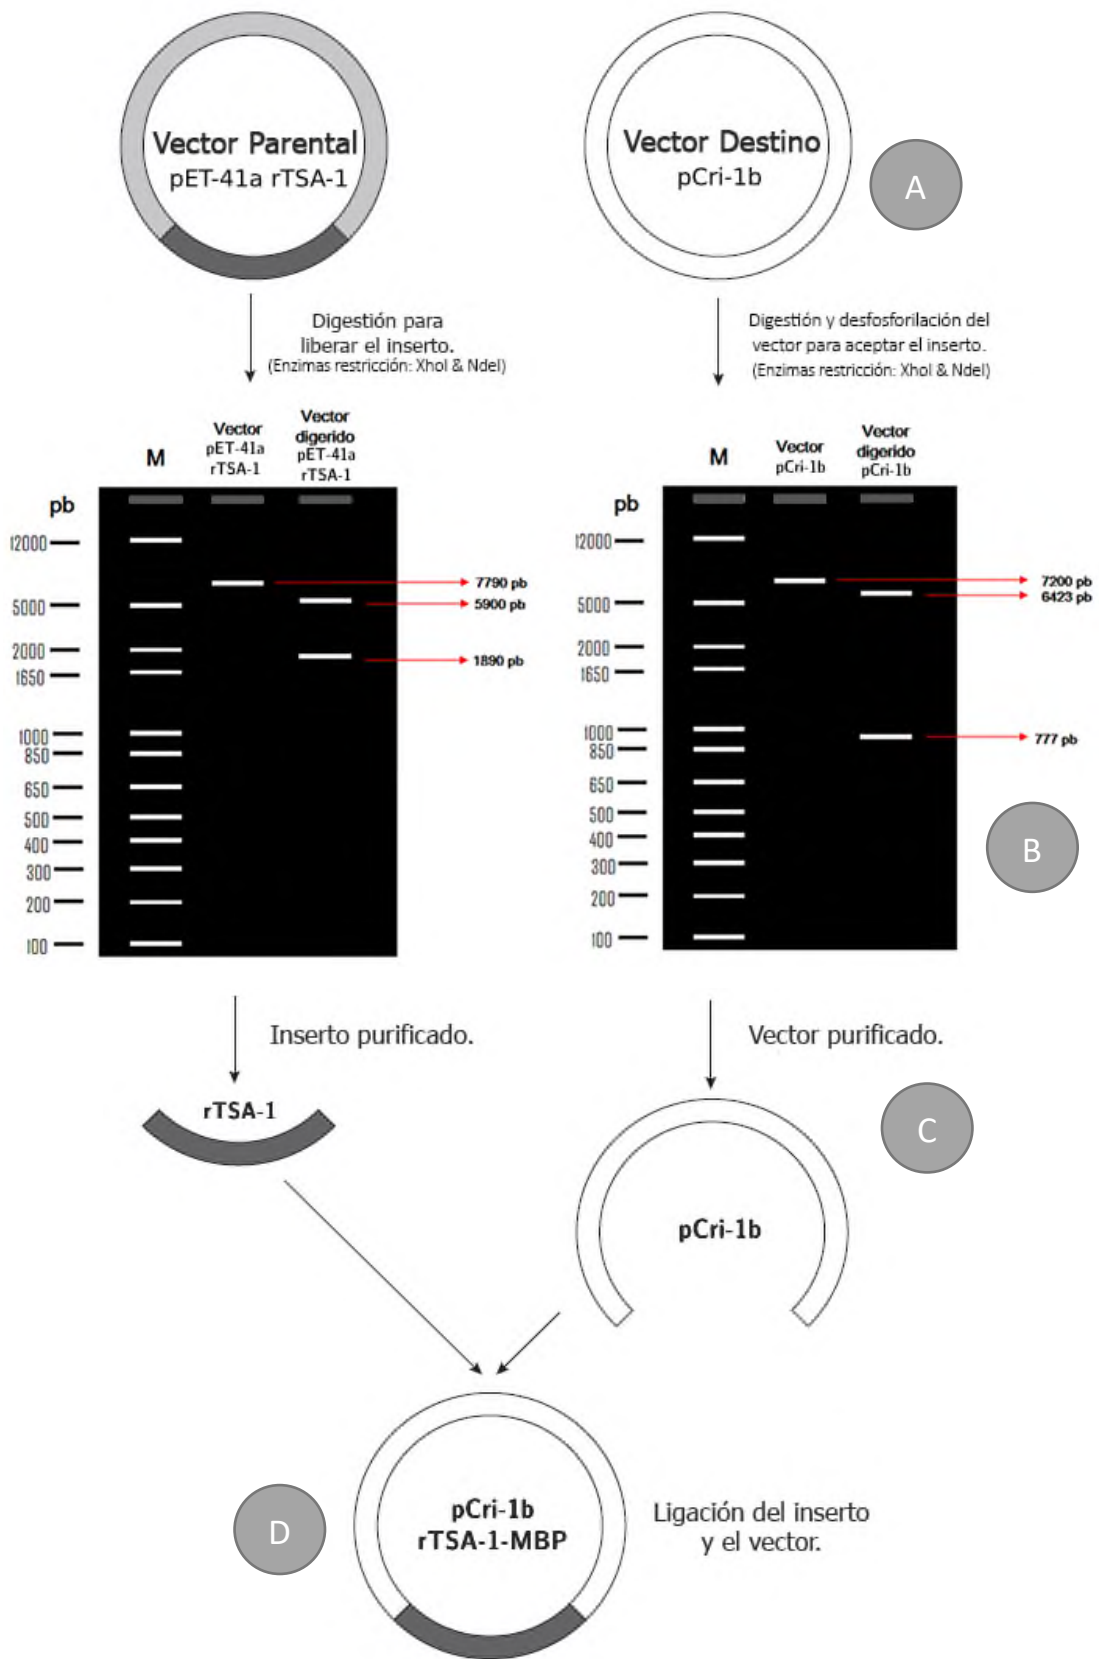 Vector Parental
pET-41a rTSA-1
Vector Destino
pCri-1b
A
Digestión para
liberar el inserto.
(Enzimas restricción: XhoI & NdeI)
Digestión y desfosforilación del
vector para aceptar el inserto.
(Enzimas restricción: XhoI & NdeI)
M
Vector
pET-41a
rTSA-1
Vector
digerido
pET-41a
rTSA-1
pb
12000
5000
2000
1650
1000
850
650
500
400
300
200
100
7790 pb
5900 pb
1890 pb
M
Vector
pCri-1b
Vector
digerido
pCri-1b
pb
12000
5000
2000
1650
1000
850
650
500
400
300
200
100
7200 pb
6423 pb
777 pb
B
Inserto purificado.
Vector purificado.
rTSA-1
C
pCri-1b
D
pCri-1b
rTSA-1-MBP
Ligación del inserto
y el vector.